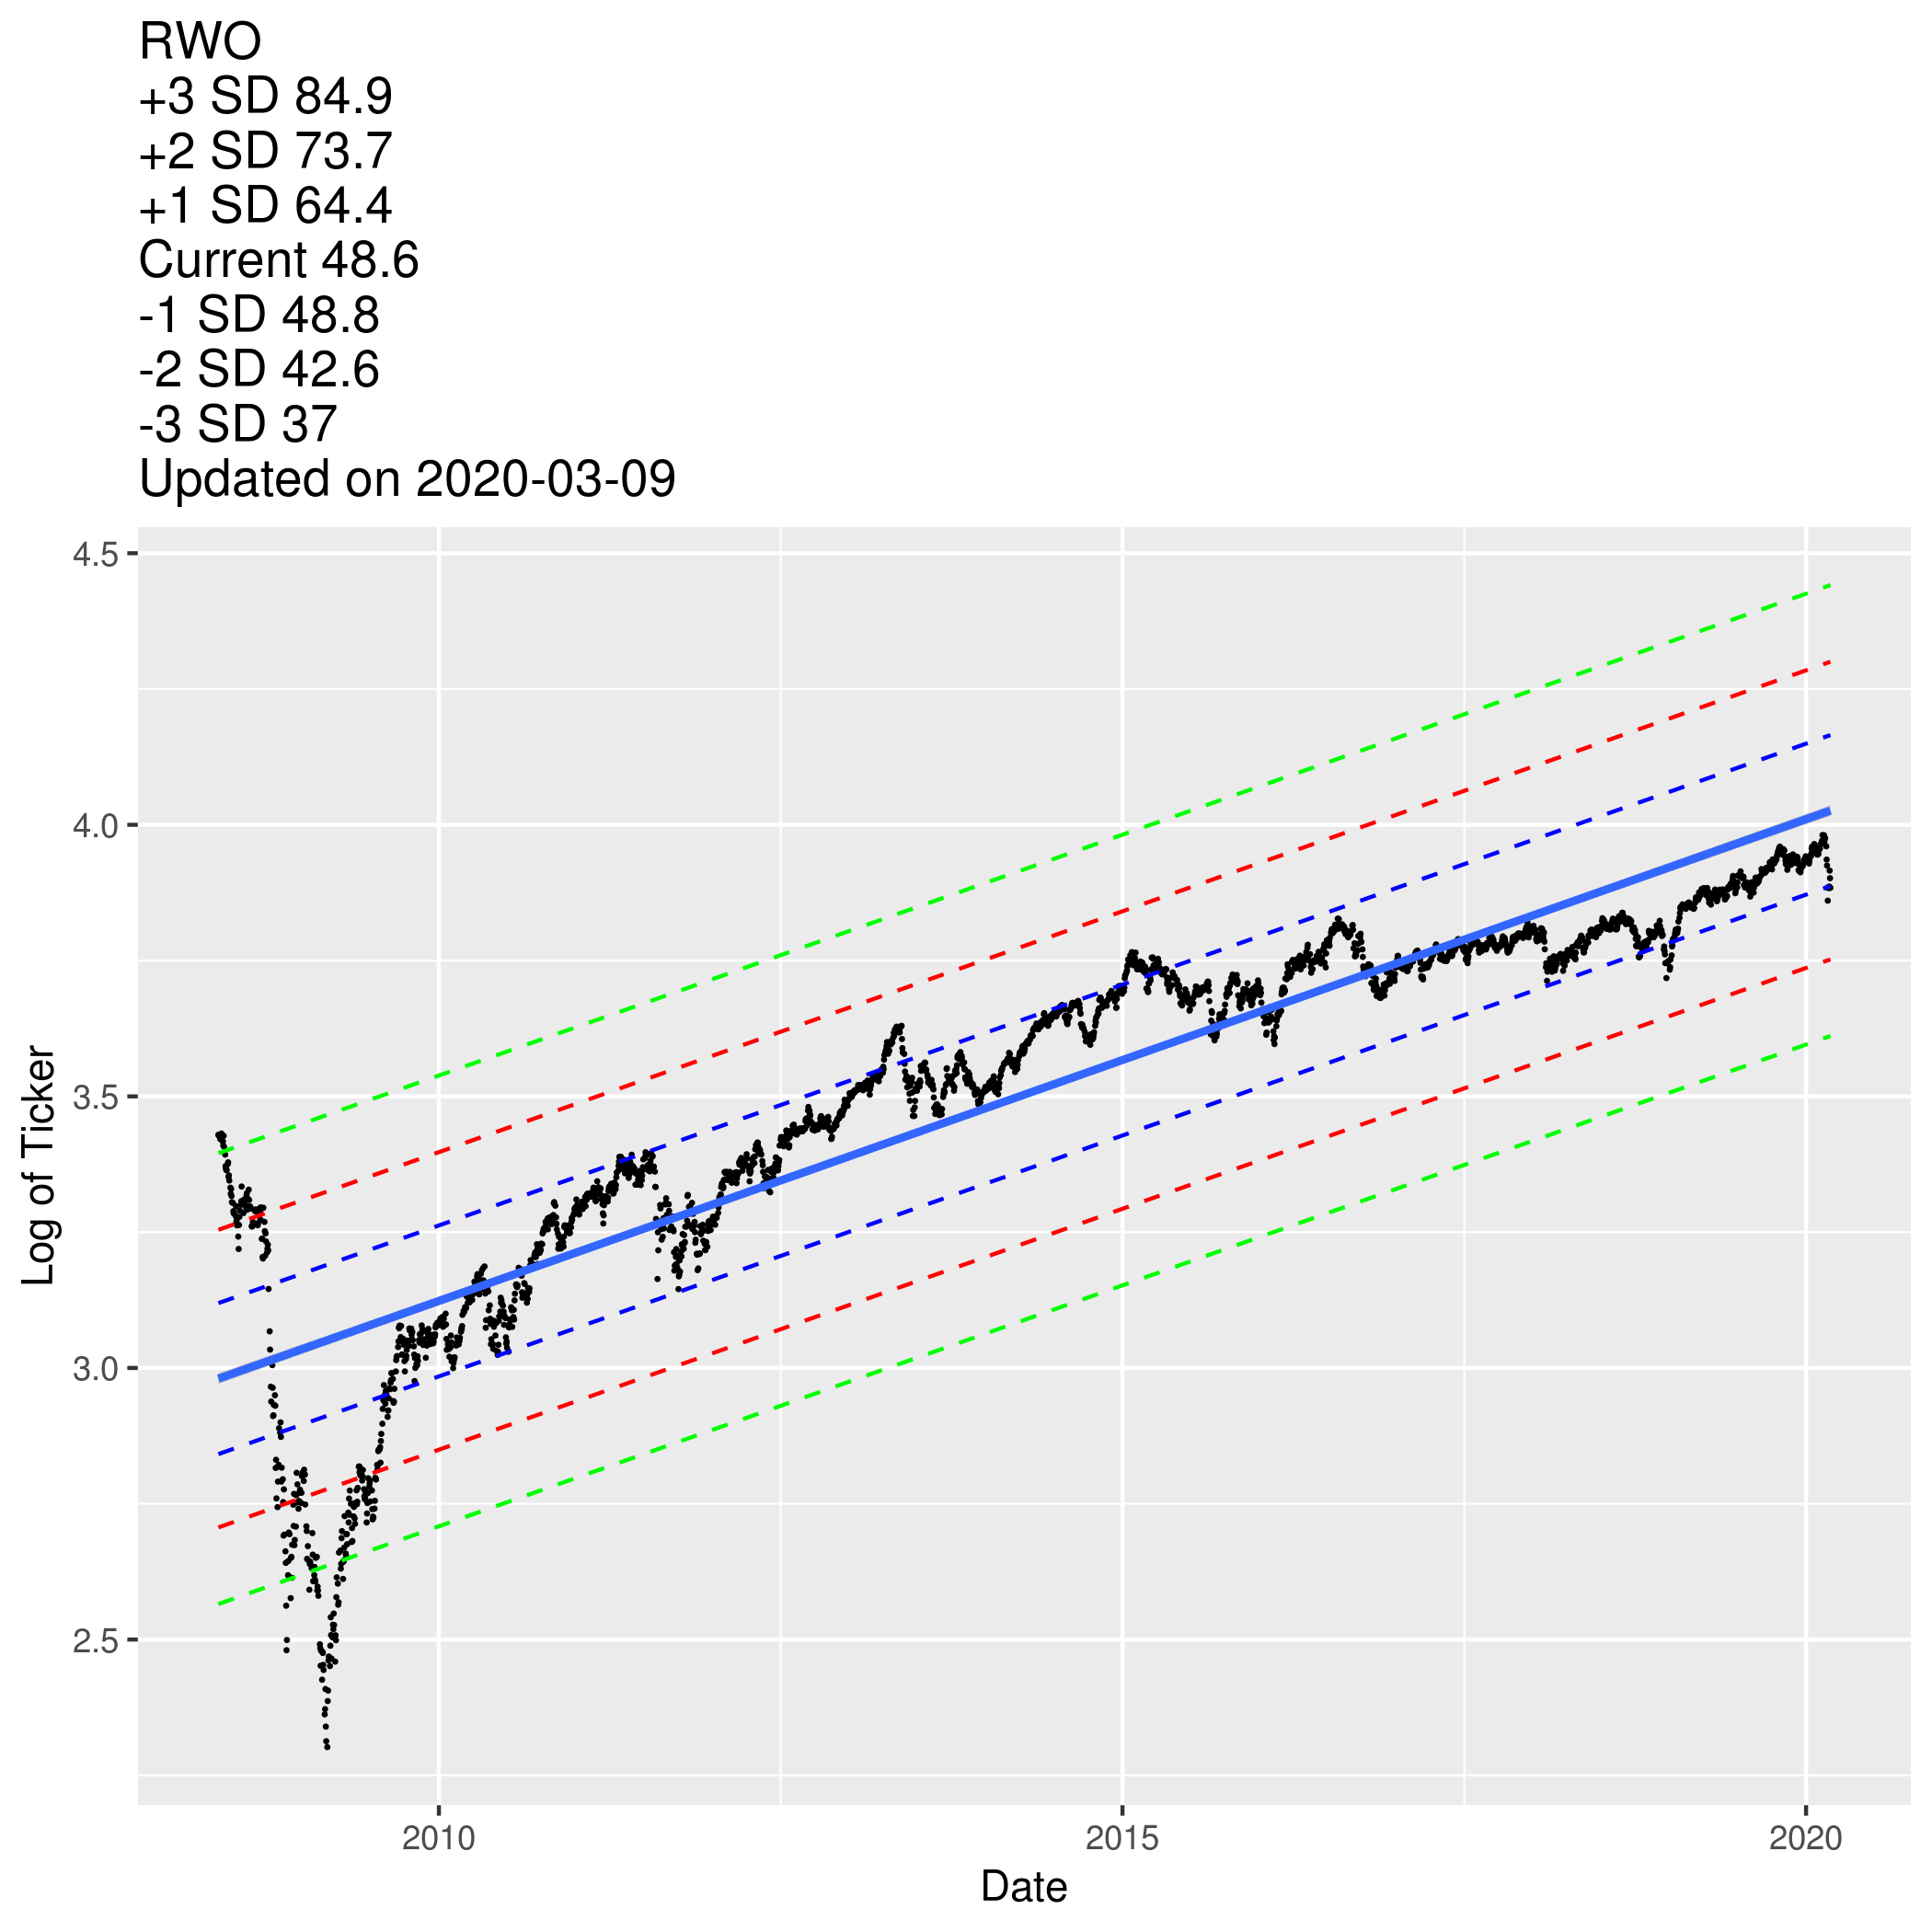 RWO
+3 SD 84.9
+2 SD 73.7
+1 SD 64.4
Current 48.6
-1 SD 48.8
-2 SD 42.6
-3 SD 37
Updated on 2020-03-09
4.5
4.0
3.5
3.0
2.5
Log of Ticker
2010
2015
2020
Date